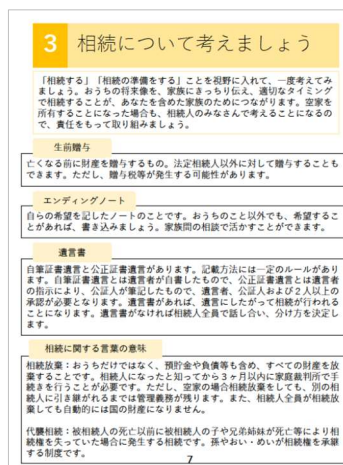 3 相続について考えましょう
「相続する」「相続の準備をする」ことを視野に入れて、一度考えてみ
ましょう。おうちの将来像を、家族にきっちり伝え、適切なタイミング
で相続することが、あなたを含めた家族のためにつながります。空家を
所有することになった場合も、相続人のみなさんで考えることになるの
で、責任をもって取り組みましょう。
生前贈与
亡くなる前に財産を贈与するもの。法定相続人以外に対して贈与することも
できます。ただし、贈与税等が発生する可能性があります。
エンディングノート
自らの希望を記したノートのことです。おうちのこと以外でも、希望するこ
とがあれば、書き込みましょう。家族間の相談で活かすことができます。
遺言書
自筆証書遺言と公正証書遺言があります。記載方法には一定のルールがあり
ます。自筆証書遺言とは遺言者が自書したもので、公正証書遺言とは遺言者
の指示により、公証人が筆記したもので、遺言者、公証人および2人以上の
承認が必要となります。遺言書があれば、遺言にしたがって相続が行われる
ことになります。遺言書がなければ相続人全員で話し合い、分け方を決定し
ます。
相続に関する言葉の意味
相続放棄：おうちだけではなく、預貯金や負債等も含め、すべての財産を放
棄することです。相続人になったと知ってから3ヶ月以内に家庭裁判所で手
続きを行うことが必要です。ただし、空家の場合相続放棄をしても、別の相
続人に引き継がれるまでは管理義務が残ります。また、相続人全員が相続放
棄しても自動的には国の財産になりません。
代襲相続：被相続人の死亡以前に被相続人の子や兄弟姉妹が死亡等により相
続権を失っていた場合に発生する相続です。孫やおい・めいが相続権を承継
する制度です。
7